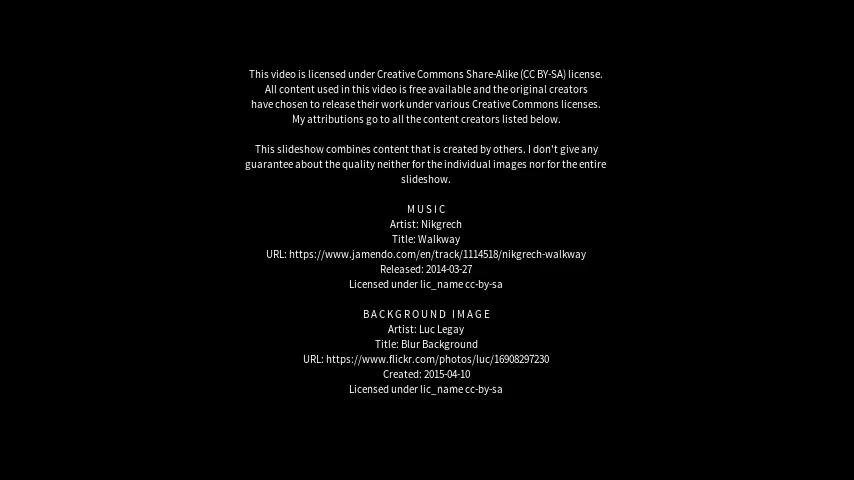 This video is licensed under Creative Commons Share-Alike (CC BY-SA) license.
All content used in this video is free available and the original creators
have chosen to release their work under various Creative Commons licenses.
My attributions go to all the content creators listed below.
This slideshow combines content that is created by others. I don't give any
guarantee about the quality neither for the individual images nor for the entire
slideshow.
MUSIC
Artist: Nikgrech
Title: Walkway
URL: https://www.jamendo.com/en/track/1114518/nikgrech-walkway
Released: 2014-03-27
Licensed under lic_name cc-by-sa
BACKGROUND IMAGE
Artist: Luc Legay
Title: Blur Background
URL: https://www.flickr.com/photos/luc/16908297230
Created: 2015-04-10
Licensed under lic_name cc-by-sa